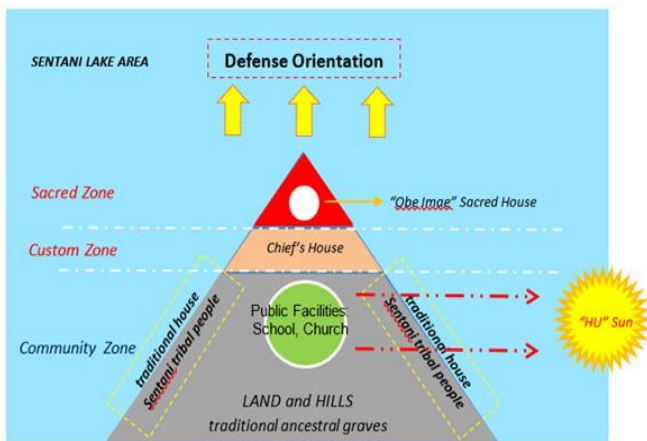 SENTANI LAKE AREA
Defense Orientation
Sacred Zone
"Obe Imae" Sacred House
Custom Zone
Chief's House
Public Facilities:
School, Church
"HU" Sun
traditional house
Sentani tribal people
traditional house
Sentani tribal people
Community Zone
LAND and HILLS
traditional ancestral graves